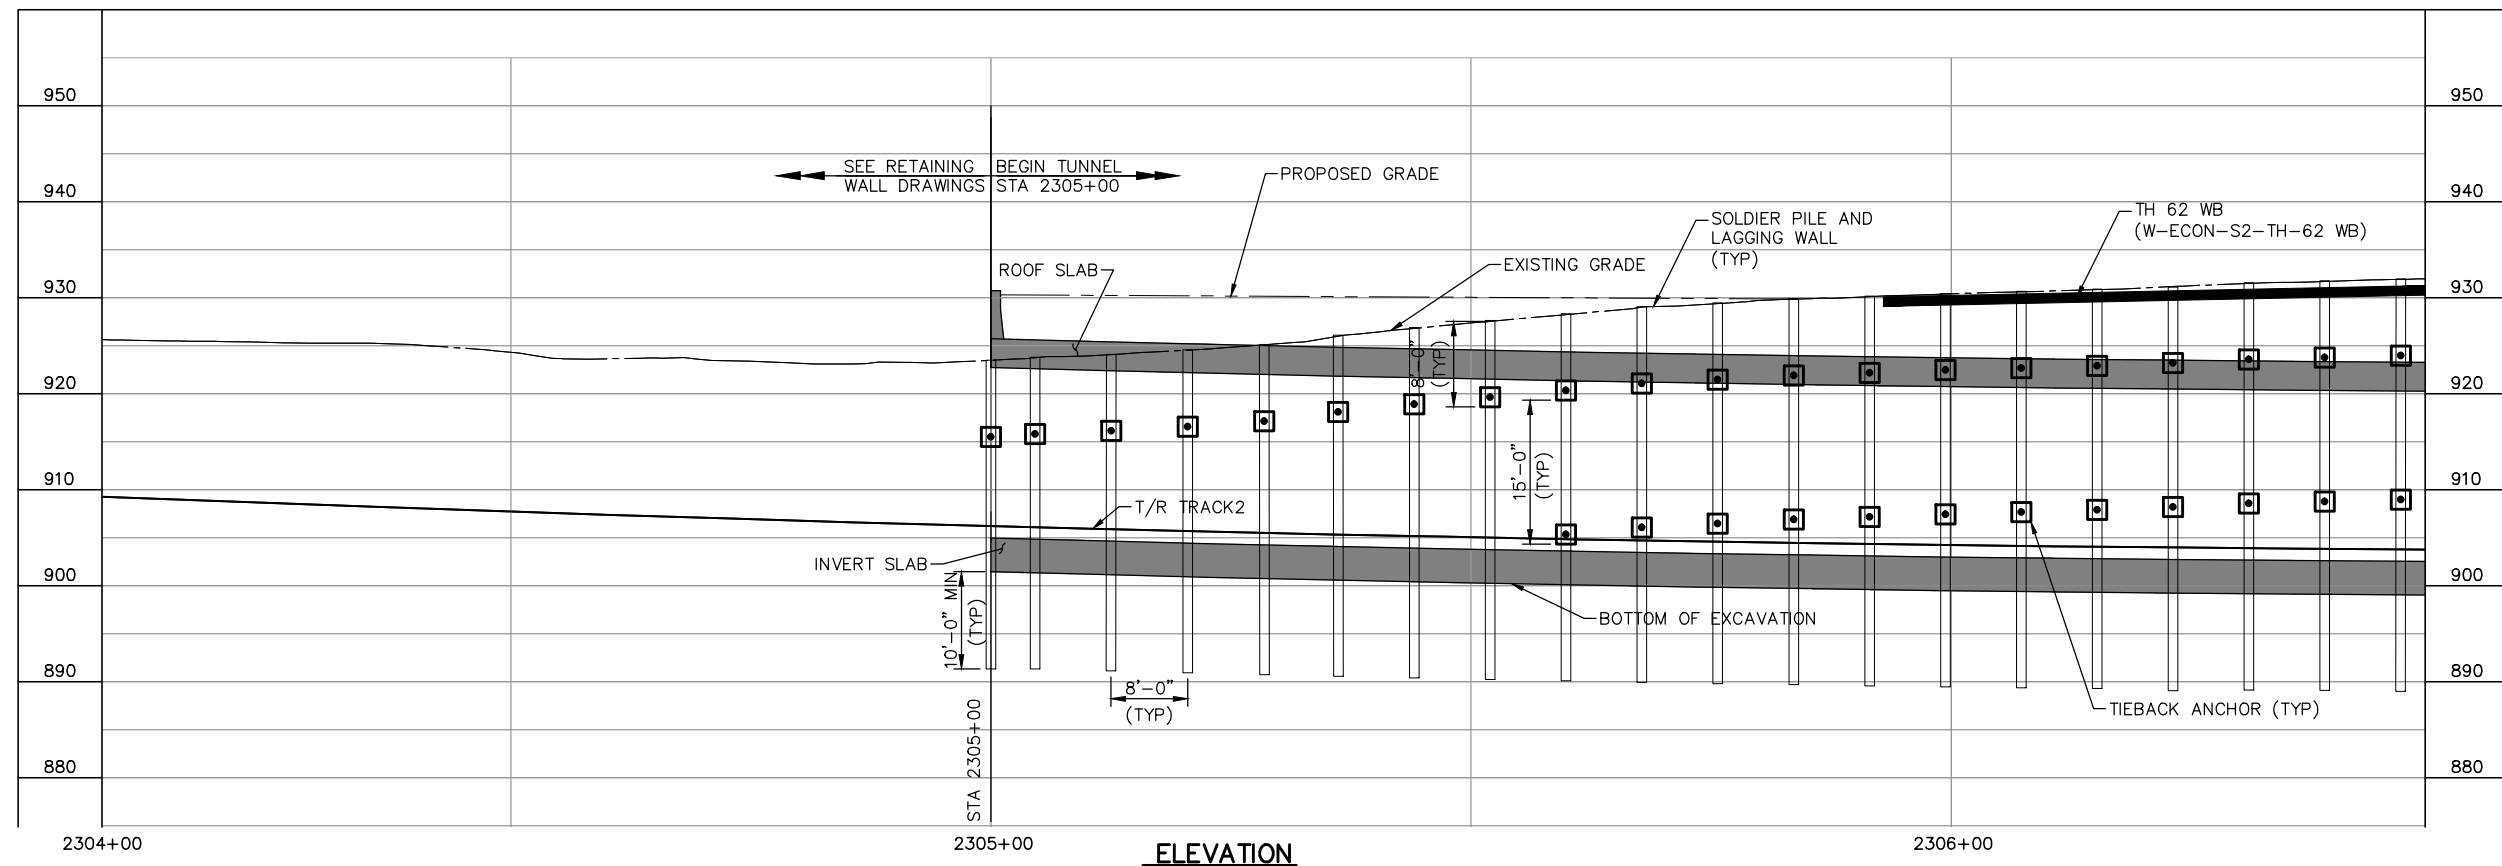 950
940
930
920
910
900
890
880
950
940
930
920
910
900
890
880
SEE RETAINING
WALL DRAWINGS
BEGIN TUNNEL
STA 2305+00
PROPOSED GRADE
SOLDIER PILE AND
LAGGING WALL
(TYP)
TH 62 WB
(W-ECON-S2-TH-62 WB)
ROOF SLAB
EXISTING GRADE
8'-0"
(TYP)
15'-0"
(TYP)
T/R TRACK2
INVERT SLAB
10'-0" MIN
(TYP)
BOTTOM OF EXCAVATION
8'-0"
(TYP)
TIEBACK ANCHOR (TYP)
STA 2305+00
2304+00
2305+00
2306+00
ELEVATION